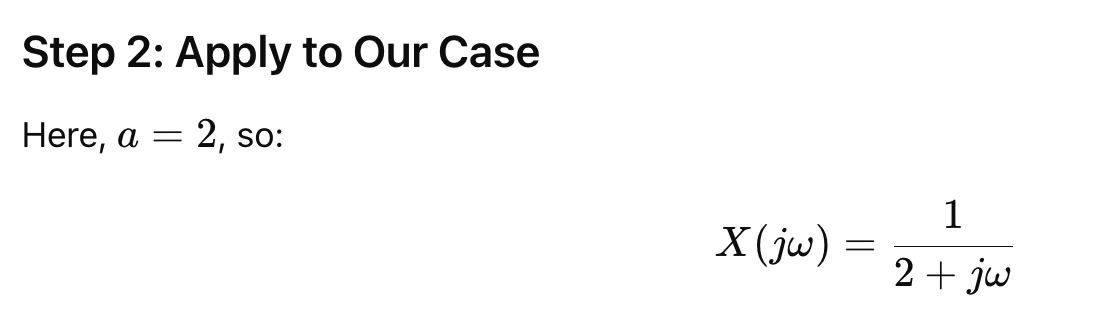 Step 2: Apply to Our Case
Here, a = 2, so:
X(jω) = 1 / (2 + jω)